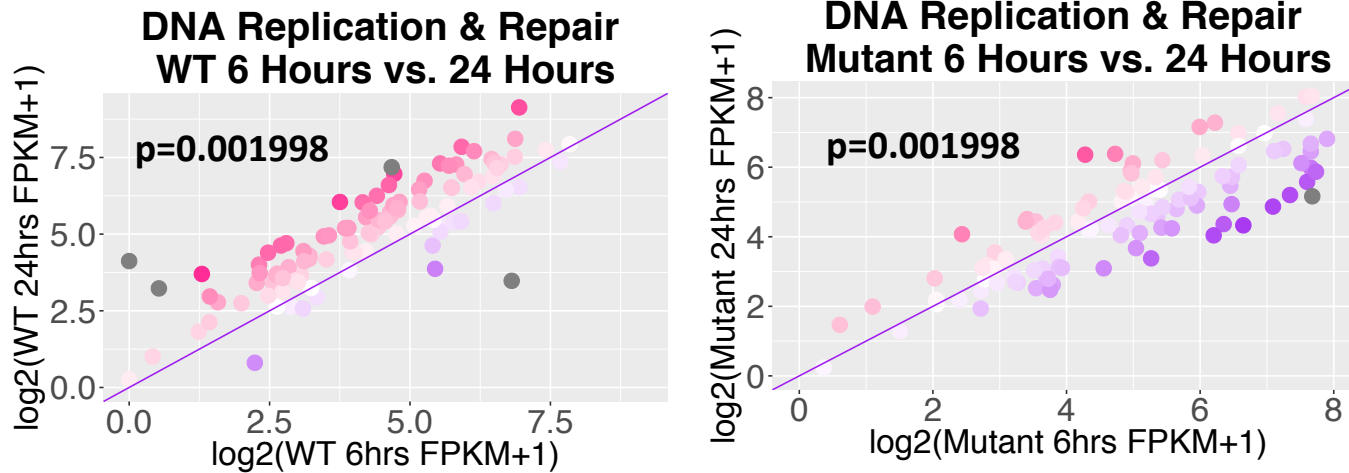 DNA Replication & Repair
WT 6 Hours vs. 24 Hours
p=0.001998
log2(WT 24hrs FPKM+1)
7.5
5.0
2.5
0.0
0.0 2.5 5.0 7.5
log2(WT 6hrs FPKM+1)
DNA Replication & Repair
Mutant 6 Hours vs. 24 Hours
p=0.001998
log2(Mutant 24hrs FPKM+1)
8
6
4
2
0
0 2 4 6 8
log2(Mutant 6hrs FPKM+1)